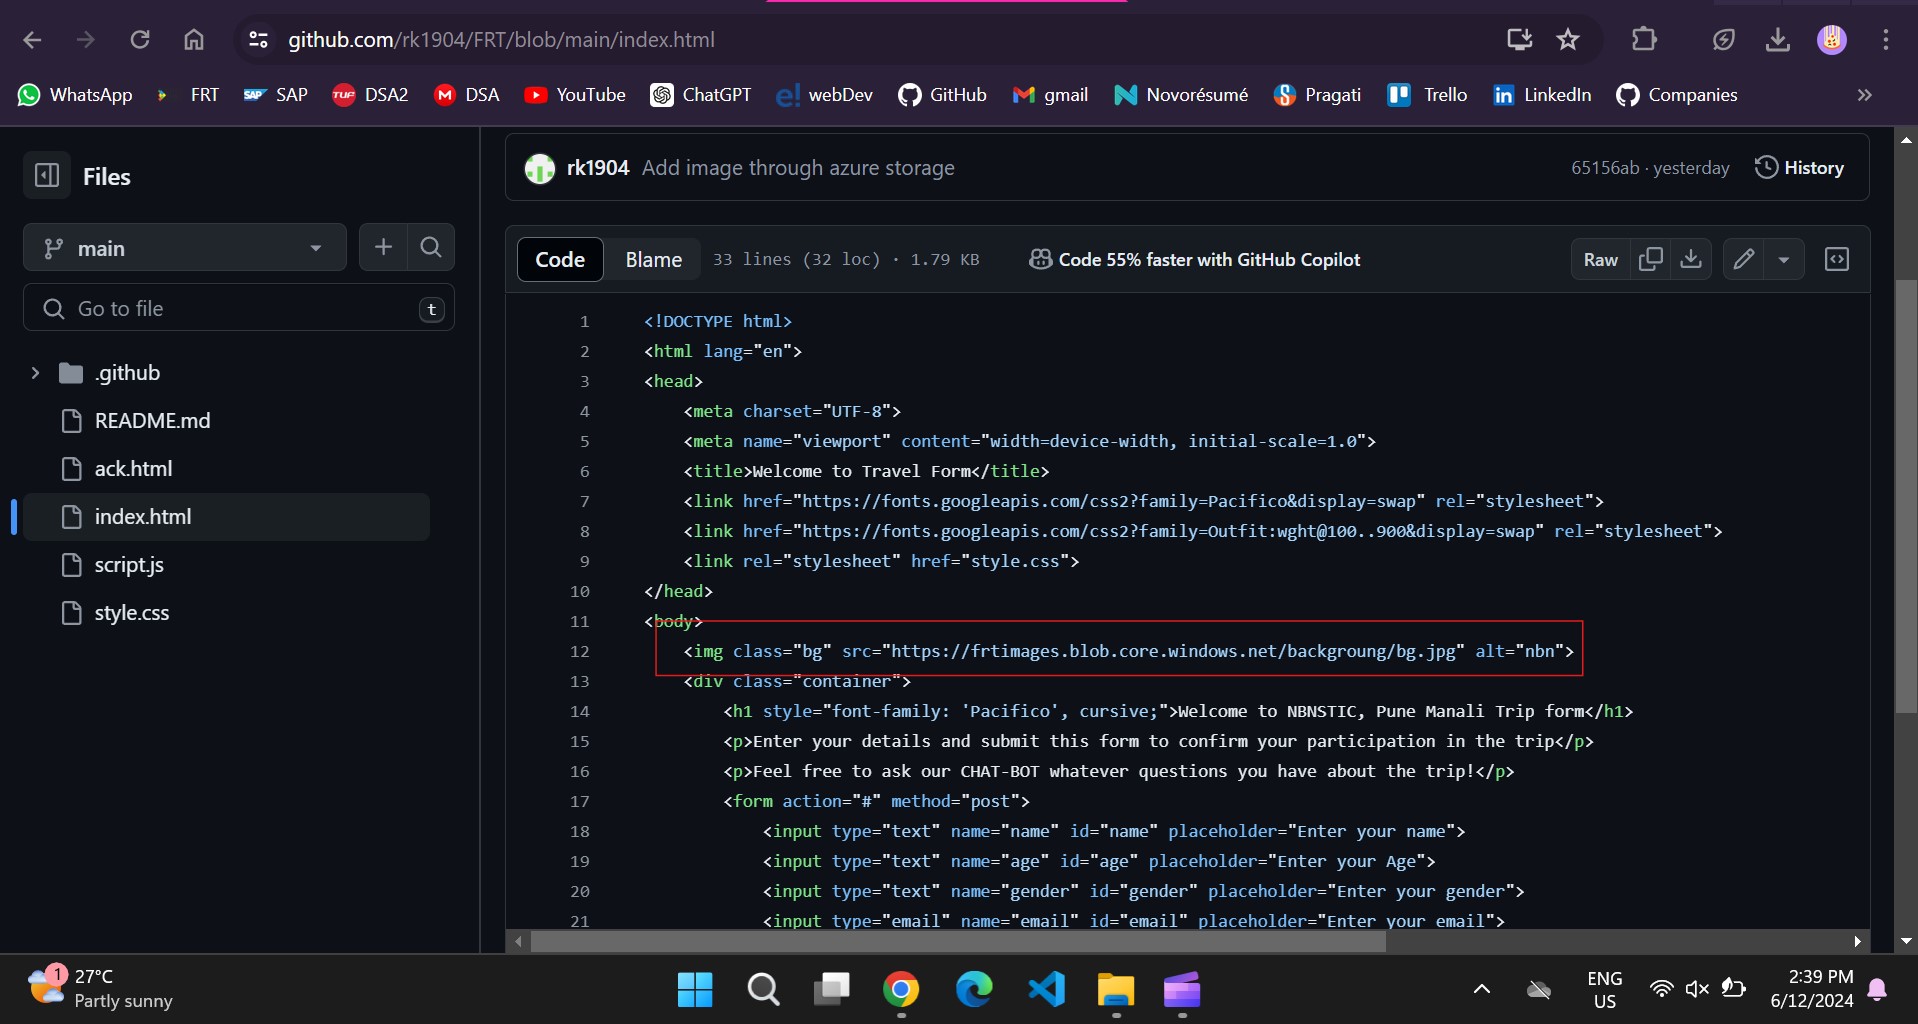 github.com/rk1904/FRT/blob/main/index.html
WhatsApp FRT SAP SAP TUF DSA2 M DSA YouTube ChatGPT e! webDev GitHub gmail Novorésumé Pragati Trello in LinkedIn Companies »
Files
main
Go to file t
.github
README.md
ack.html
index.html
script.js
style.css
rk1904 Add image through azure storage 65156ab · yesterday History
Code Blame 33 lines (32 loc) · 1.79 KB Code 55% faster with GitHub Copilot Raw
1 <!DOCTYPE html>
2 <html lang="en">
3 <head>
4 <meta charset="UTF-8">
5 <meta name="viewport" content="width=device-width, initial-scale=1.0">
6 <title>Welcome to Travel Form</title>
7 <link href="https://fonts.googleapis.com/css2?family=Pacifico&display=swap" rel="stylesheet">
8 <link href="https://fonts.googleapis.com/css2?family=Outfit:wght@100..900&display=swap" rel="stylesheet">
9 <link rel="stylesheet" href="style.css">
10 </head>
11 <body>
12 <img class="bg" src="https://frtimages.blob.core.windows.net/backgroung/bg.jpg" alt="nbn">
13 <div class="container">
14 <h1 style="font-family: 'Pacifico', cursive;">Welcome to NBNSTIC, Pune Manali Trip form</h1>
15 <p>Enter your details and submit this form to confirm your participation in the trip</p>
16 <p>Feel free to ask our CHAT-BOT whatever questions you have about the trip!</p>
17 <form action="#" method="post">
18 <input type="text" name="name" id="name" placeholder="Enter your name">
19 <input type="text" name="age" id="age" placeholder="Enter your Age">
20 <input type="text" name="gender" id="gender" placeholder="Enter your gender">
21 <input type="email" name="email" id="email" placeholder="Enter your email">
1 27°C
Partly sunny
ENG
US
2:39 PM
6/12/2024